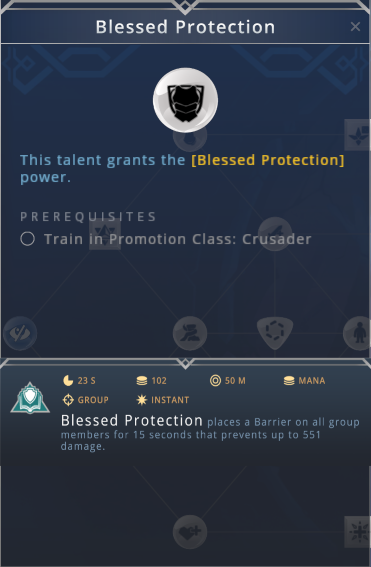 Blessed Protection
This talent grants the [Blessed Protection]
power.
PREREQUISITES
Train in Promotion Class: Crusader
23 S 102 50 M MANA
GROUP INSTANT
Blessed Protection places a Barrier on all group
members for 15 seconds that prevents up to 551
damage.